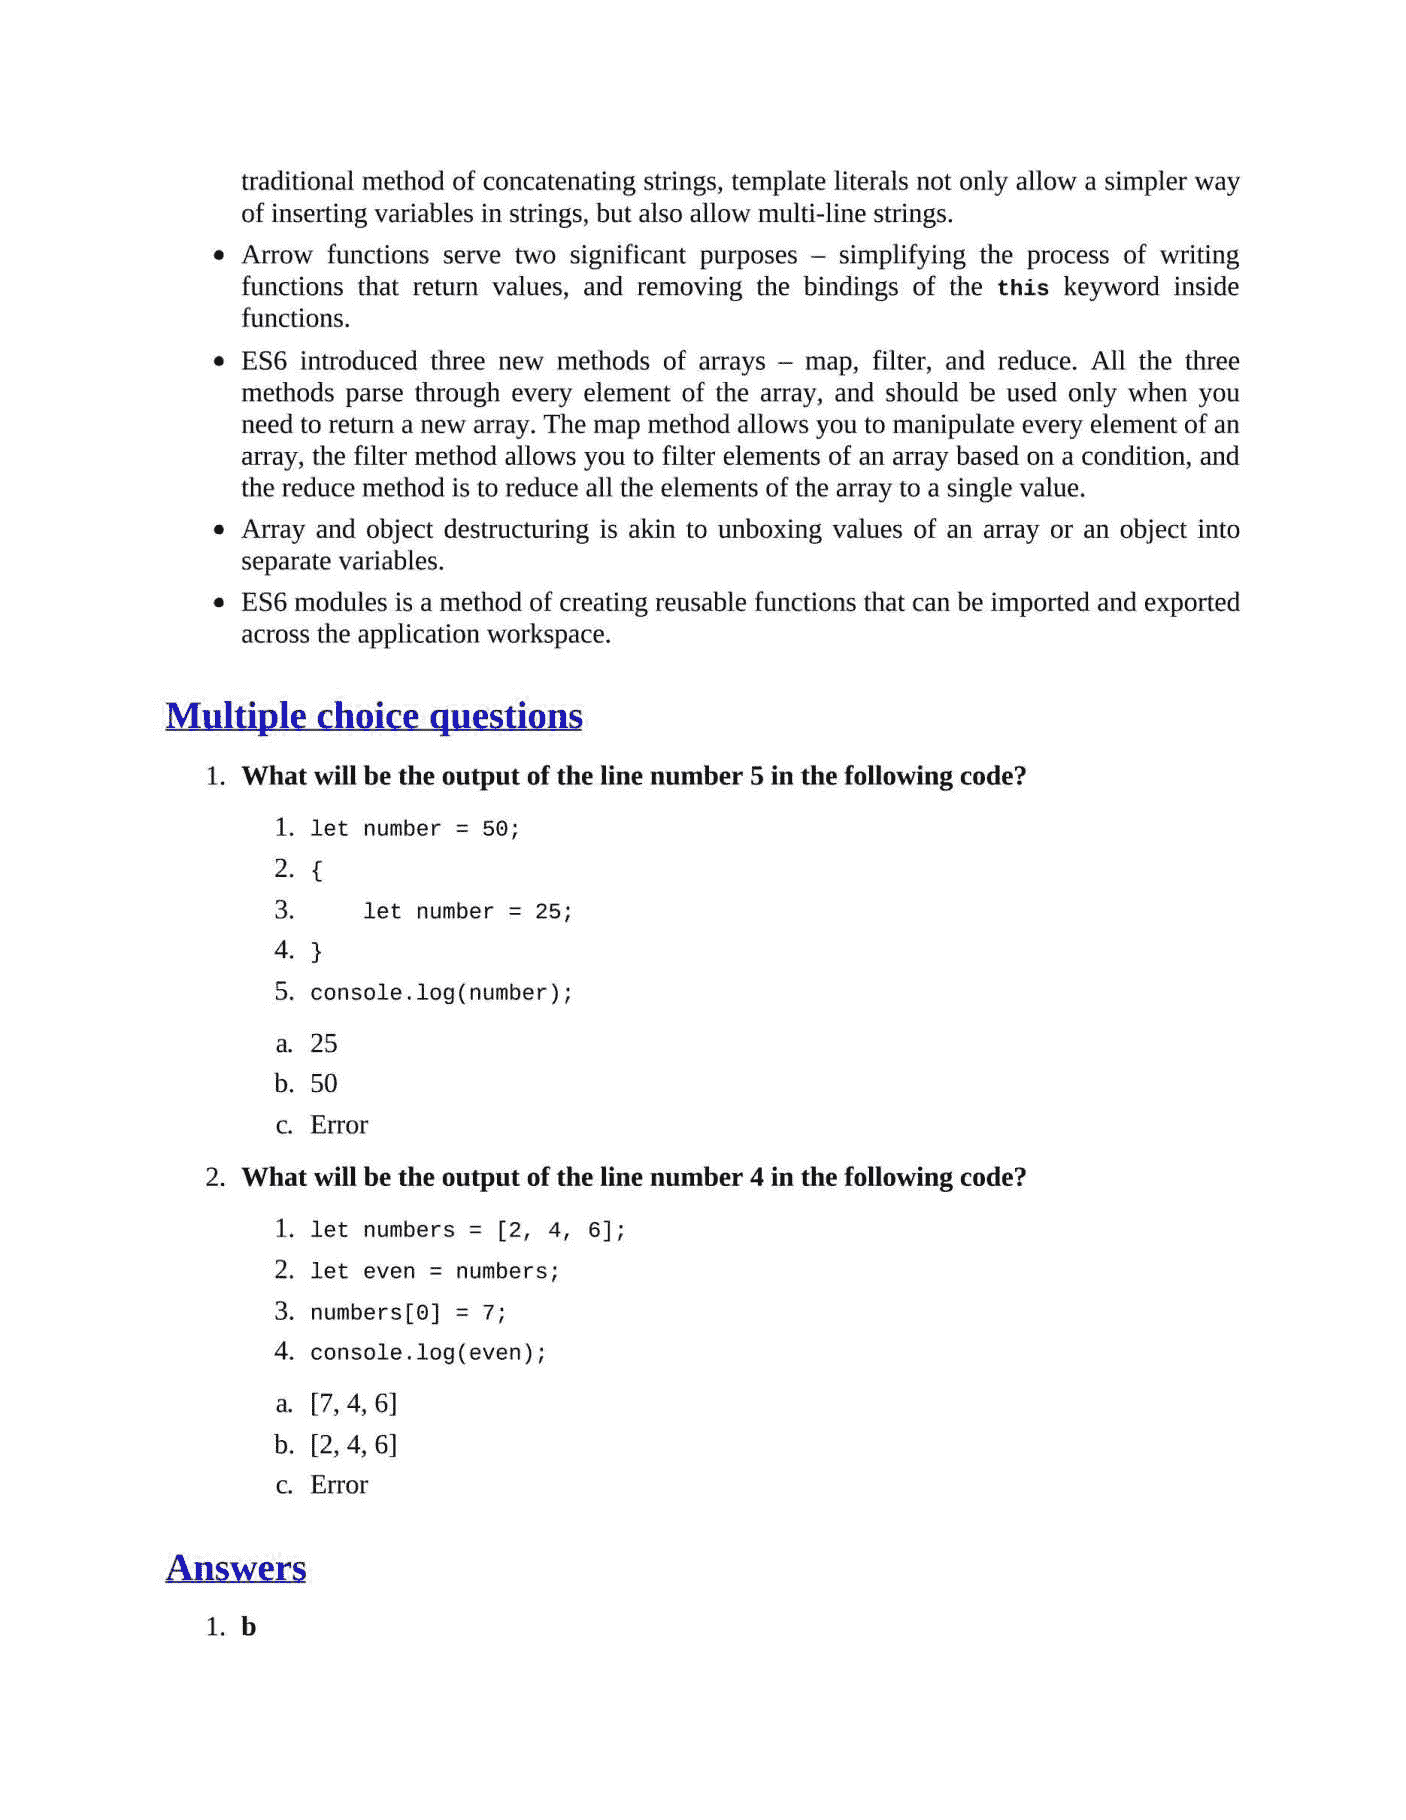 traditional method of concatenating strings, template literals not only allow a simpler way
of inserting variables in strings, but also allow multi-line strings.
• Arrow functions serve two significant purposes – simplifying the process of writing
functions that return values, and removing the bindings of the this keyword inside
functions.
• ES6 introduced three new methods of arrays – map, filter, and reduce. All the three
methods parse through every element of the array, and should be used only when you
need to return a new array. The map method allows you to manipulate every element of an
array, the filter method allows you to filter elements of an array based on a condition, and
the reduce method is to reduce all the elements of the array to a single value.
• Array and object destructuring is akin to unboxing values of an array or an object into
separate variables.
• ES6 modules is a method of creating reusable functions that can be imported and exported
across the application workspace.
Multiple choice questions
1. What will be the output of the line number 5 in the following code?
1. let number = 50;
2. {
3.     let number = 25;
4. }
5. console.log(number);
a. 25
b. 50
c. Error
2. What will be the output of the line number 4 in the following code?
1. let numbers = [2, 4, 6];
2. let even = numbers;
3. numbers[0] = 7;
4. console.log(even);
a. [7, 4, 6]
b. [2, 4, 6]
c. Error
Answers
1. b